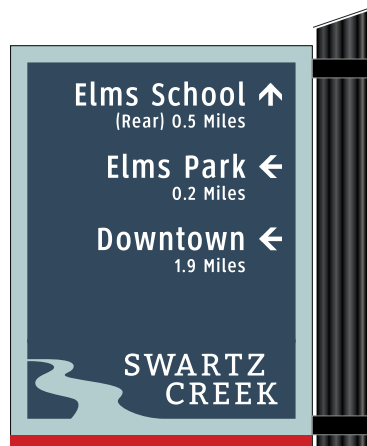 Elms School ↑
(Rear) 0.5 Miles
Elms Park ←
0.2 Miles
Downtown ←
1.9 Miles
SWARTZ
CREEK